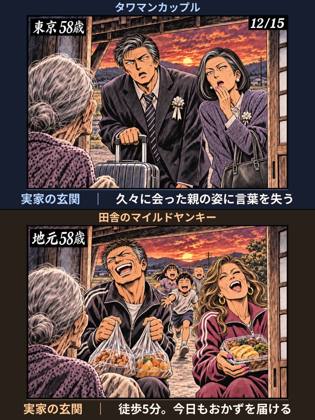 タワマンカップル
東京58歳
12/15
実家の玄関 | 久々に会った親の姿に言葉を失う
田舎のマイルドヤンキー
地元58歳
実家の玄関 | 徒歩5分。今日もおかずを届ける